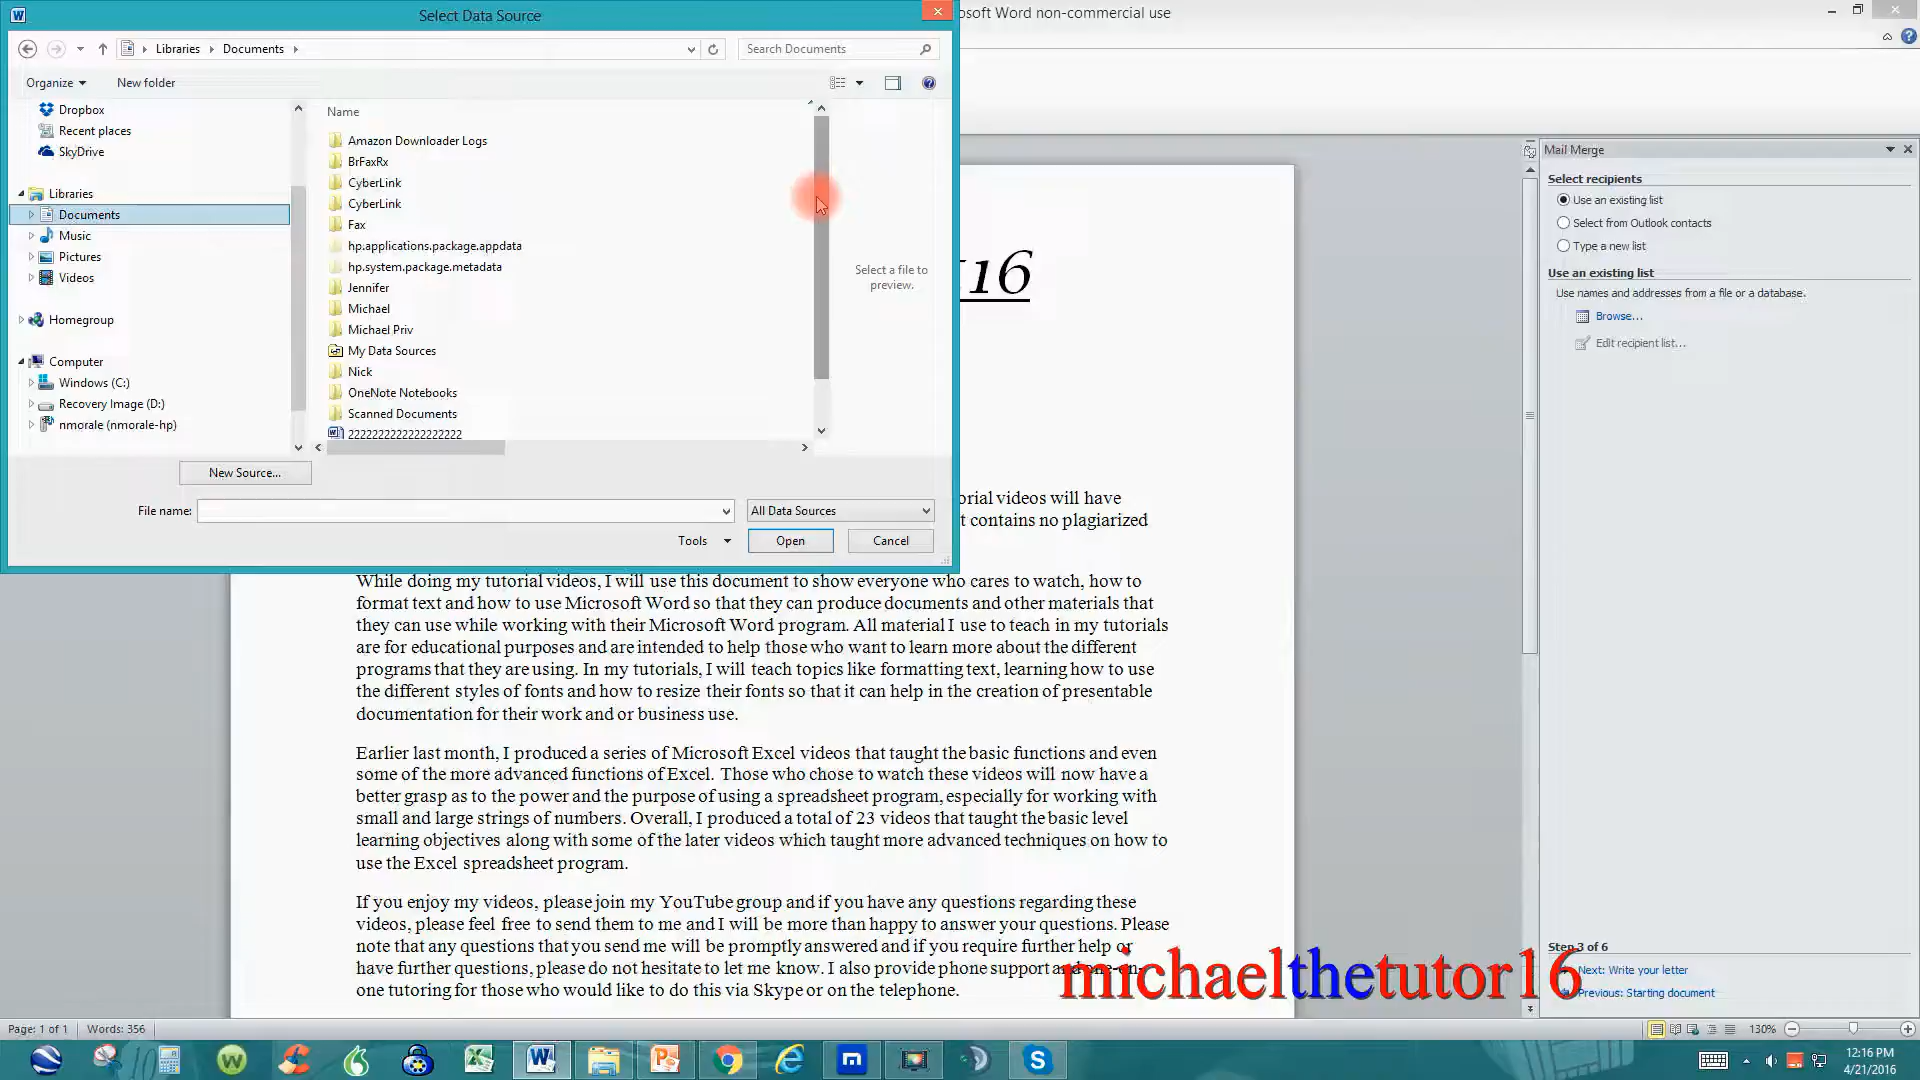 Select Data Source
osoft Word non-commercial use
Libraries
Documents
Search Documents
Organize
New folder
Dropbox
Recent places
SkyDrive
Libraries
Documents
Music
Pictures
Videos
Homegroup
Computer
Windows (C:)
Recovery Image (D:)
nmorale (nmorale-hp)
Name
Amazon Downloader Logs
BrFaxRx
CyberLink
CyberLink
Fax
hp.applications.package.appdata
hp.system.package.metadata
Jennifer
Michael
Michael Priv
My Data Sources
Nick
OneNote Notebooks
Scanned Documents
2222222222222222222
Select a file to
preview.
New Source...
File name:
All Data Sources
Tools
Open
Cancel
Mail Merge
Select recipients
Use an existing list
Select from Outlook contacts
Type a new list
Use an existing list
Use names and addresses from a file or a database.
Browse...
Edit recipient list...
Step 3 of 6
Next: Write your letter
Previous: Starting document
16
orial videos will have
t contains no plagiarized
While doing my tutorial videos, I will use this document to show everyone who cares to watch, how to
format text and how to use Microsoft Word so that they can produce documents and other materials that
they can use while working with their Microsoft Word program. All material I use to teach in my tutorials
are for educational purposes and are intended to help those who want to learn more about the different
programs that they are using. In my tutorials, I will teach topics like formatting text, learning how to use
the different styles of fonts and how to resize their fonts so that it can help in the creation of presentable
documentation for their work and or business use.
Earlier last month, I produced a series of Microsoft Excel videos that taught the basic functions and even
some of the more advanced functions of Excel. Those who chose to watch these videos will now have a
better grasp as to the power and the purpose of using a spreadsheet program, especially for working with
small and large strings of numbers. Overall, I produced a total of 23 videos that taught the basic level
learning objectives along with some of the later videos which taught more advanced techniques on how to
use the Excel spreadsheet program.
If you enjoy my videos, please join my YouTube group and if you have any questions regarding these
videos, please feel free to send them to me and I will be more than happy to answer your questions. Please
note that any questions that you send me will be promptly answered and if you require further help or
have further questions, please do not hesitate to let me know. I also provide phone support and one-on-
one tutoring for those who would like to do this via Skype or on the telephone.
michaelthetutor16
Page: 1 of 1
Words: 356
130%
12:16 PM
4/21/2016